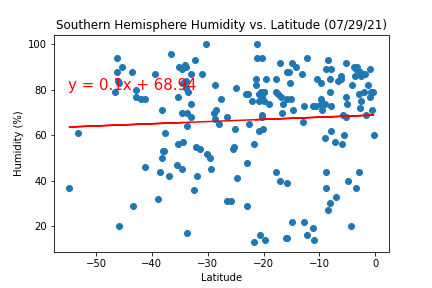 Southern Hemisphere Humidity vs. Latitude (07/29/21)
100
80
60
40
20
Humidity (%)
y = 0.1x + 68.94
−50
−40
−30
−20
−10
0
Latitude